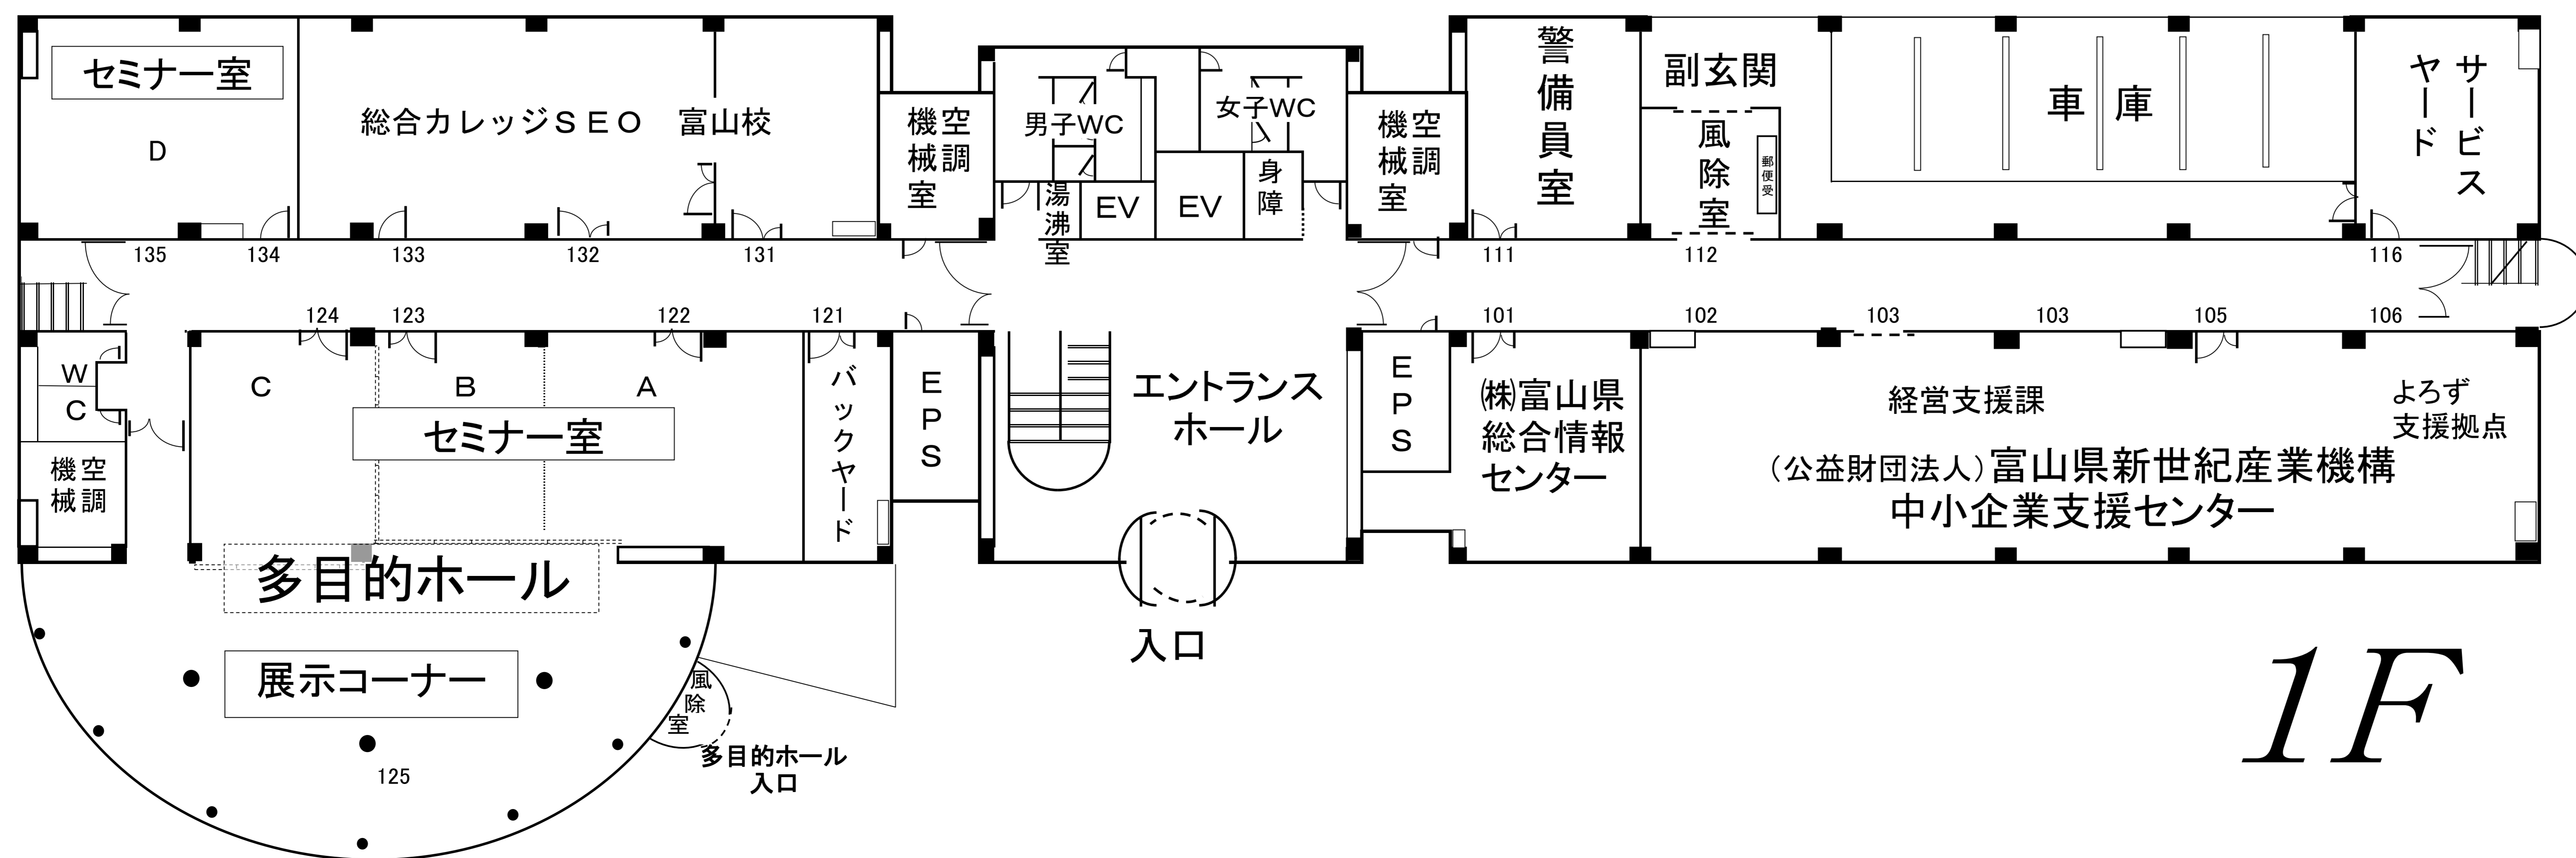 セミナー室
D
総合カレッジSEO 富山校
空調
機械室
男子WC
女子WC
湯沸室
EV
EV
身障
空調
機械室
警備員室
副玄関
風除室
郵便受
車庫
サービス
ヤード
135
134
133
132
131
111
112
116
124
123
122
121
101
102
103
103
105
106
WC
空調
機械
C
B
A
セミナー室
バックヤード
EPS
エントランス
ホール
EPS
㈱富山県
総合情報
センター
経営支援課
よろず
支援拠点
(公益財団法人)富山県新世紀産業機構
中小企業支援センター
多目的ホール
展示コーナー
125
風除室
多目的ホール
入口
入口
1F